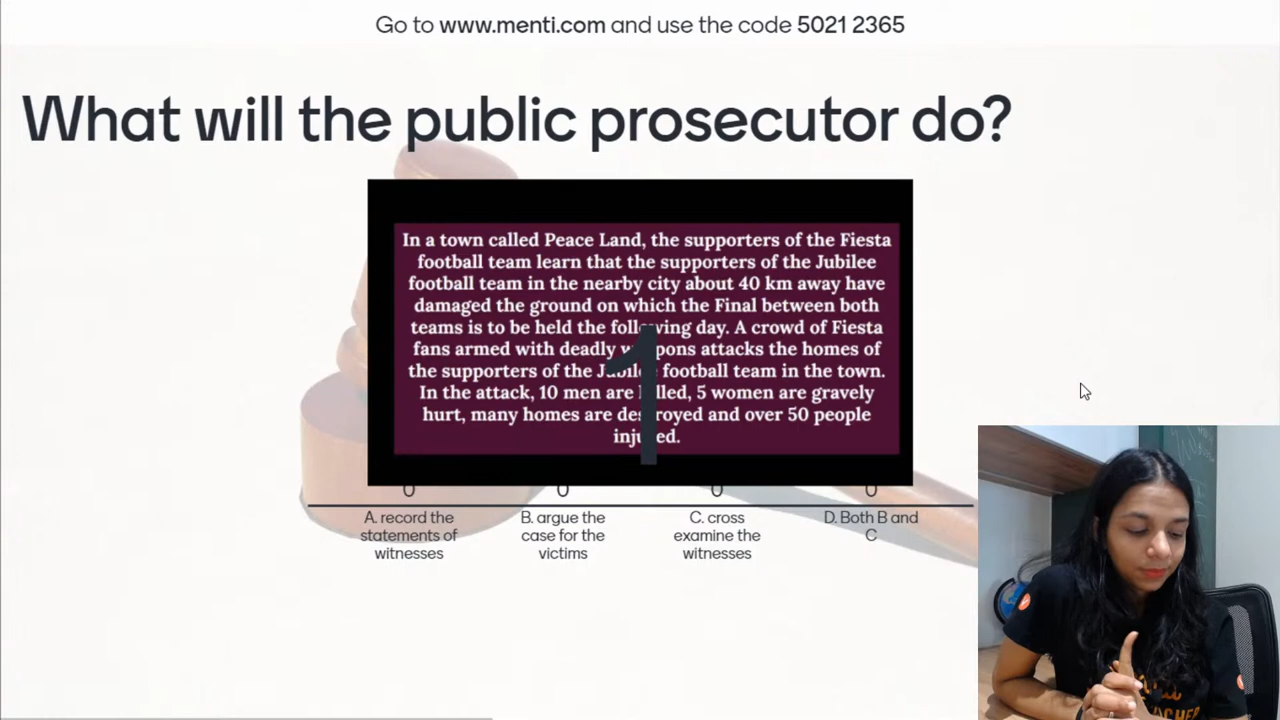 Go to www.menti.com and use the code 5021 2365
What will the public prosecutor do?
In a town called Peace Land, the supporters of the Fiesta
football team learn that the supporters of the Jubilee
football team in the nearby city about 40 km away have
damaged the ground on which the Final between both
teams is to be held the following day. A crowd of Fiesta
fans armed with deadly weapons attacks the homes of
the supporters of the Jubilee football team in the town.
In the attack, 10 men are killed, 5 women are gravely
hurt, many homes are destroyed and over 50 people
injured.
1
0 0 0 0
A. record the
statements of
witnesses
B. argue the
case for the
victims
C. cross
examine the
witnesses
D. Both B and
C